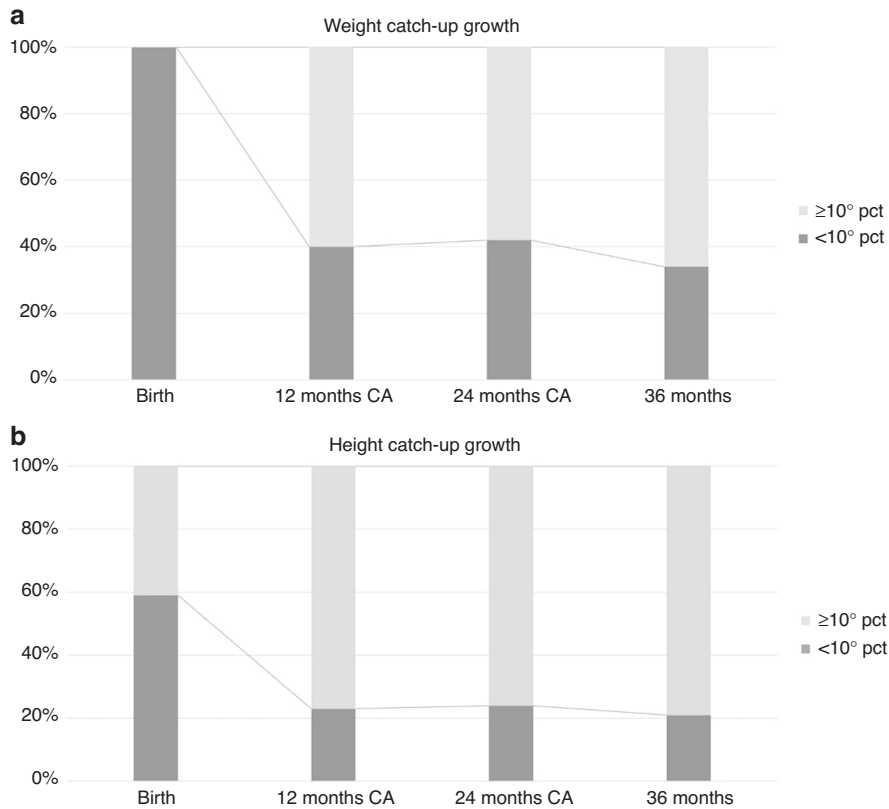 a
Weight catch-up growth
100%
80%
60%
40%
20%
0%
Birth
12 months CA
24 months CA
36 months
≥10° pct
<10° pct
b
Height catch-up growth
100%
80%
60%
40%
20%
0%
Birth
12 months CA
24 months CA
36 months
≥10° pct
<10° pct